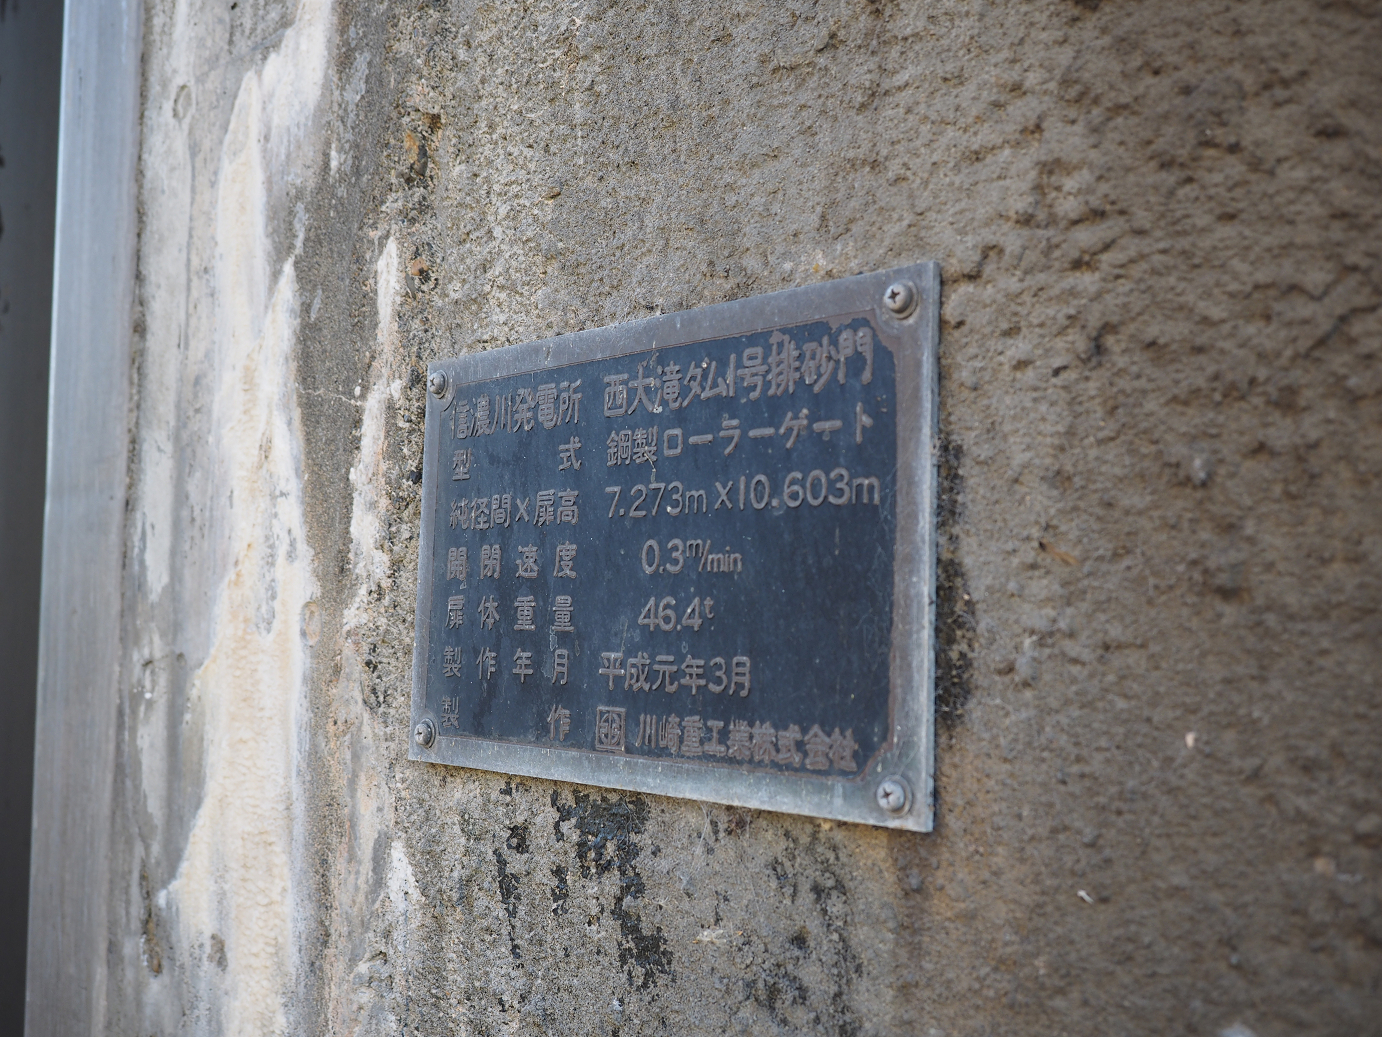 信濃川発電所 西大滝ダム1号排砂門
型式 鋼製ローラーゲート
純径間×扉高 7.273m×10.603m
開閉速度 0.3m/min
扉体重量 46.4t
製作年月 平成元年3月
製作 川崎重工業株式会社